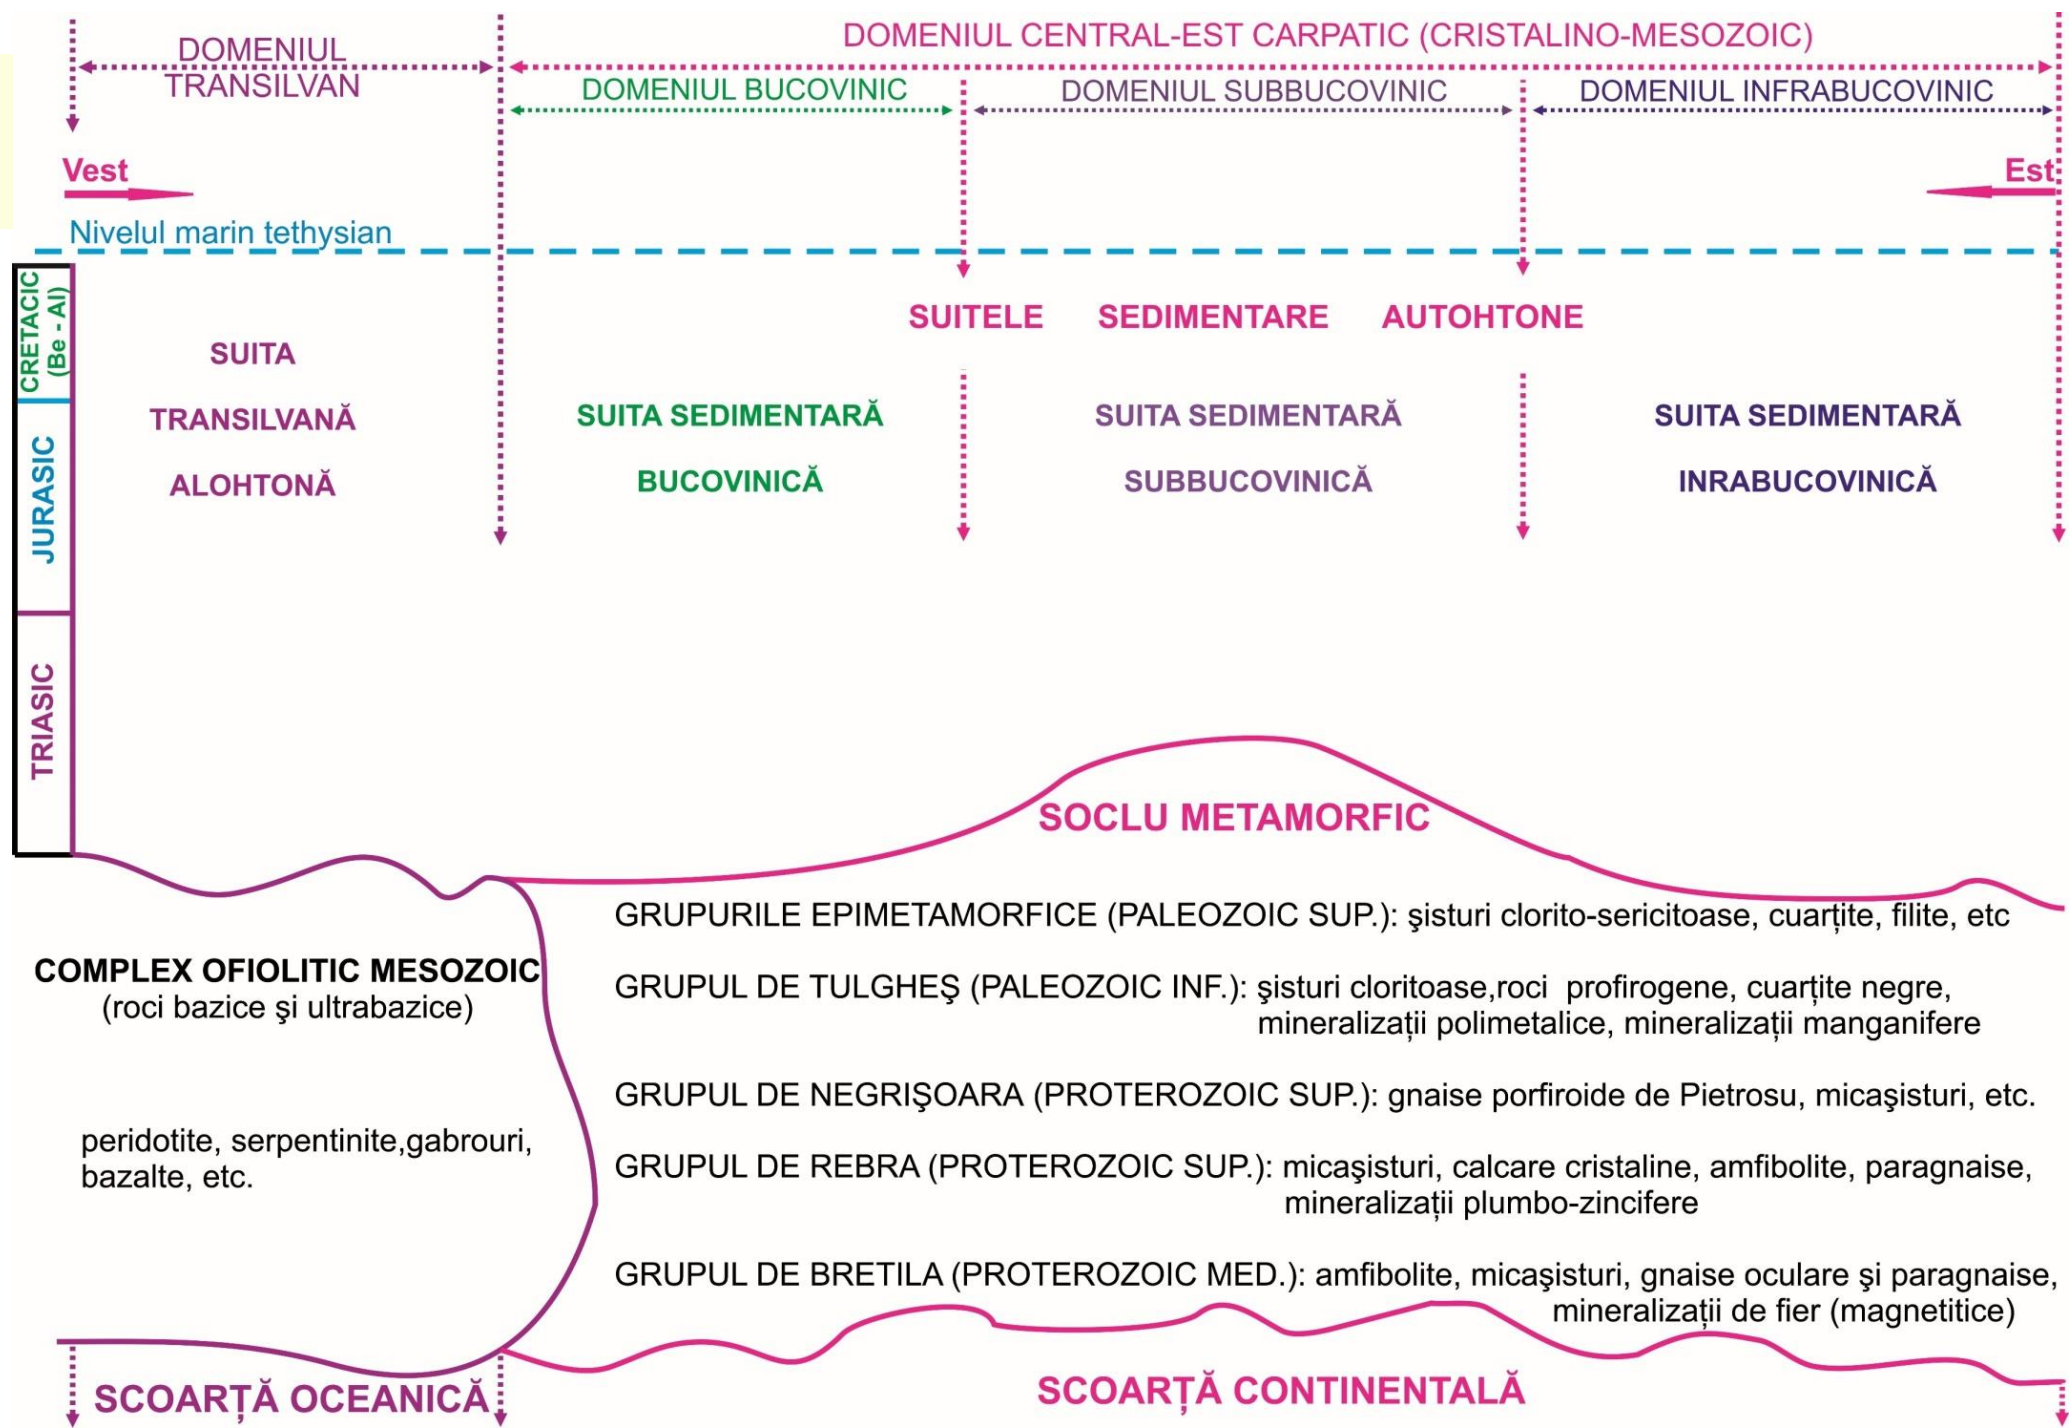 DOMENIUL
TRANSILVAN
DOMENIUL CENTRAL-EST CARPATIC (CRISTALINO-MESOZOIC)
DOMENIUL BUCOVINIC
DOMENIUL SUBBUCOVINIC
DOMENIUL INFRABUCOVINIC
Vest
Est
Nivelul marin tethysian
CRETACIC
(Be - Al)
JURASIC
TRIASIC
SUITELE SEDIMENTARE AUTOHTONE
SUITA
TRANSILVANĂ
ALOHTONĂ
SUITA SEDIMENTARĂ
BUCOVINICĂ
SUITA SEDIMENTARĂ
SUBBUCOVINICĂ
SUITA SEDIMENTARĂ
INRABUCOVINICĂ
SOCLU METAMORFIC
COMPLEX OFIOLITIC MESOZOIC
(roci bazice şi ultrabazice)
peridotite, serpentinite,gabrouri,
bazalte, etc.
GRUPURILE EPIMETAMORFICE (PALEOZOIC SUP.): şisturi clorito-sericitoase, cuarțite, filite, etc
GRUPUL DE TULGHEŞ (PALEOZOIC INF.): şisturi cloritoase,roci profirogene, cuarțite negre,
mineralizații polimetalice, mineralizații manganifere
GRUPUL DE NEGRIŞOARA (PROTEROZOIC SUP.): gnaise porfiroide de Pietrosu, micaşisturi, etc.
GRUPUL DE REBRA (PROTEROZOIC SUP.): micaşisturi, calcare cristaline, amfibolite, paragnaise,
mineralizații plumbo-zincifere
GRUPUL DE BRETILA (PROTEROZOIC MED.): amfibolite, micaşisturi, gnaise oculare şi paragnaise,
mineralizații de fier (magnetitice)
SCOARȚĂ OCEANICĂ
SCOARȚĂ CONTINENTALĂ